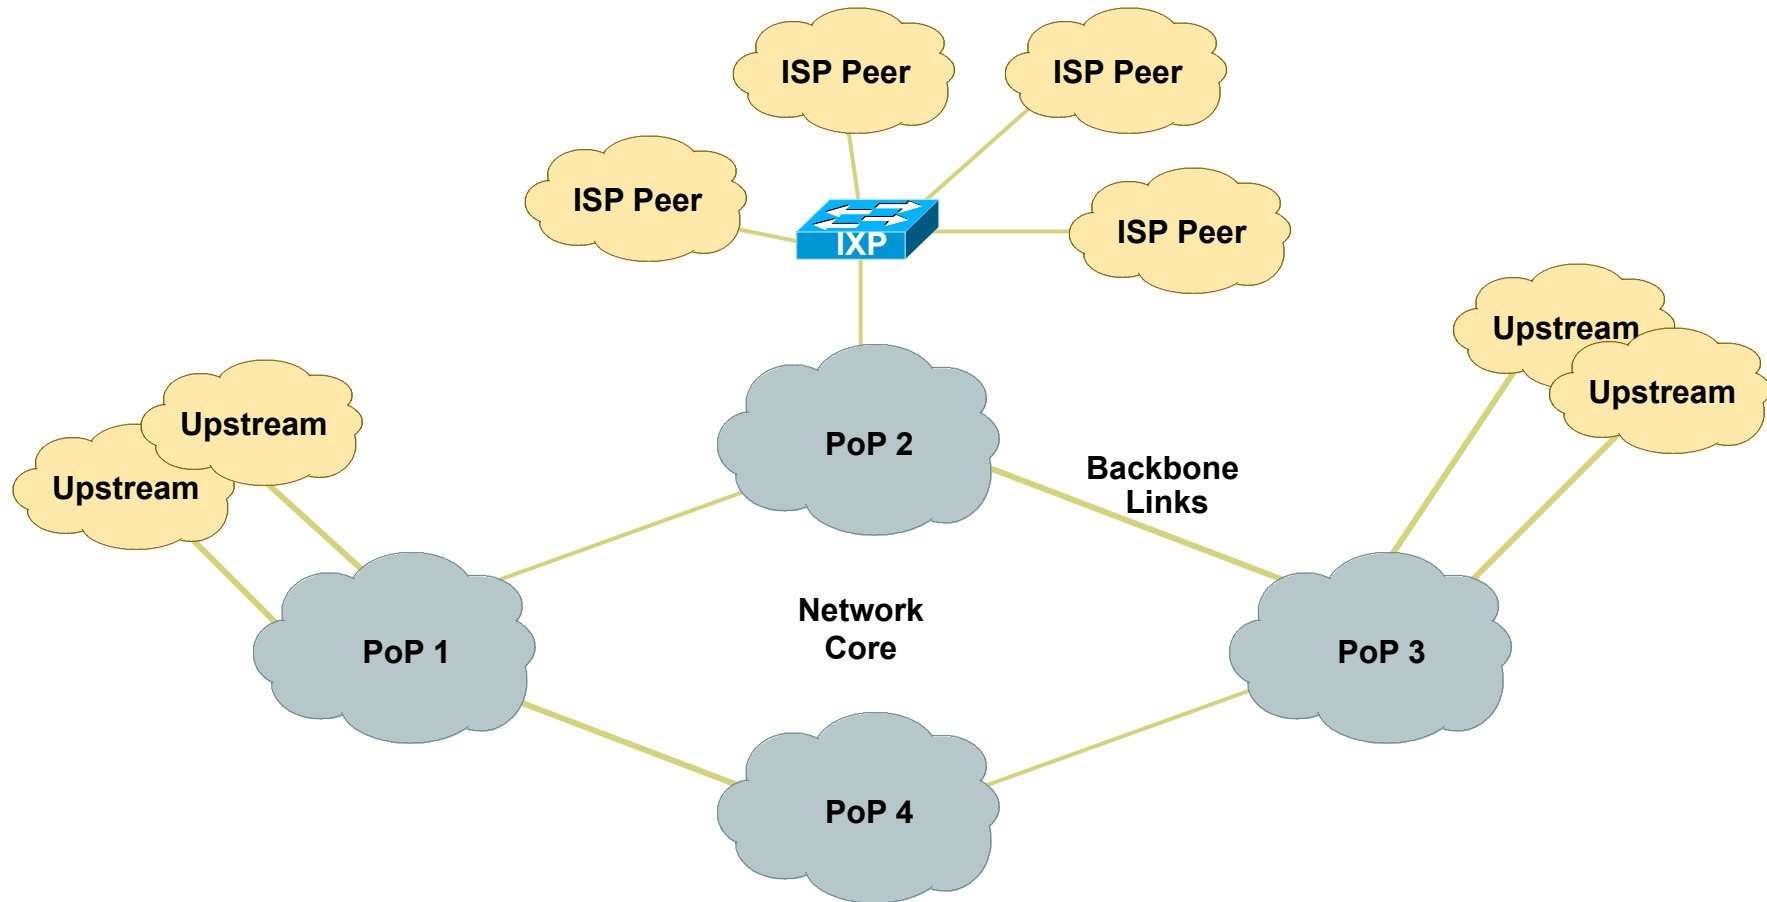 ISP Peer
ISP Peer
ISP Peer
ISP Peer
IXP
Upstream
Upstream
Upstream
Upstream
PoP 2
Backbone
Links
Network
Core
PoP 1
PoP 3
PoP 4